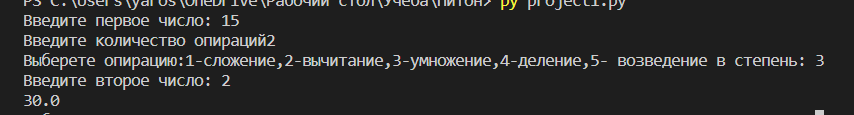 PS C:\Users\yaros\OneDrive\Рабочий стол\Учеба\Питон> py project1.py
Введите первое число: 15
Введите количество опираций2
Выберете опирацию:1-сложение,2-вычитание,3-умножение,4-деление,5- возведение в степень: 3
Введите второе число: 2
30.0